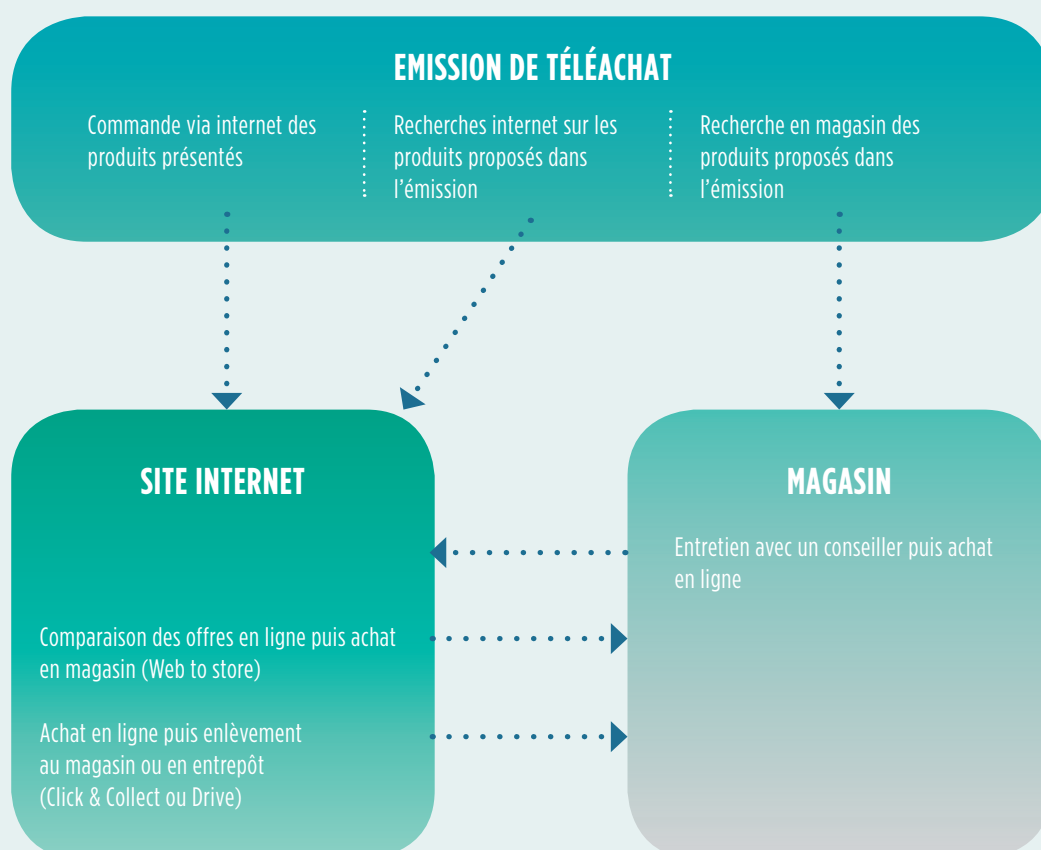 EMISSION DE TÉLÉACHAT
Commande via internet des
produits présentés
Recherches internet sur les
produits proposés dans
l’émission
Recherche en magasin des
produits proposés dans
l’émission
SITE INTERNET
Comparaison des offres en ligne puis achat
en magasin (Web to store)
Achat en ligne puis enlèvement
au magasin ou en entrepôt
(Click & Collect ou Drive)
MAGASIN
Entretien avec un conseiller puis achat
en ligne